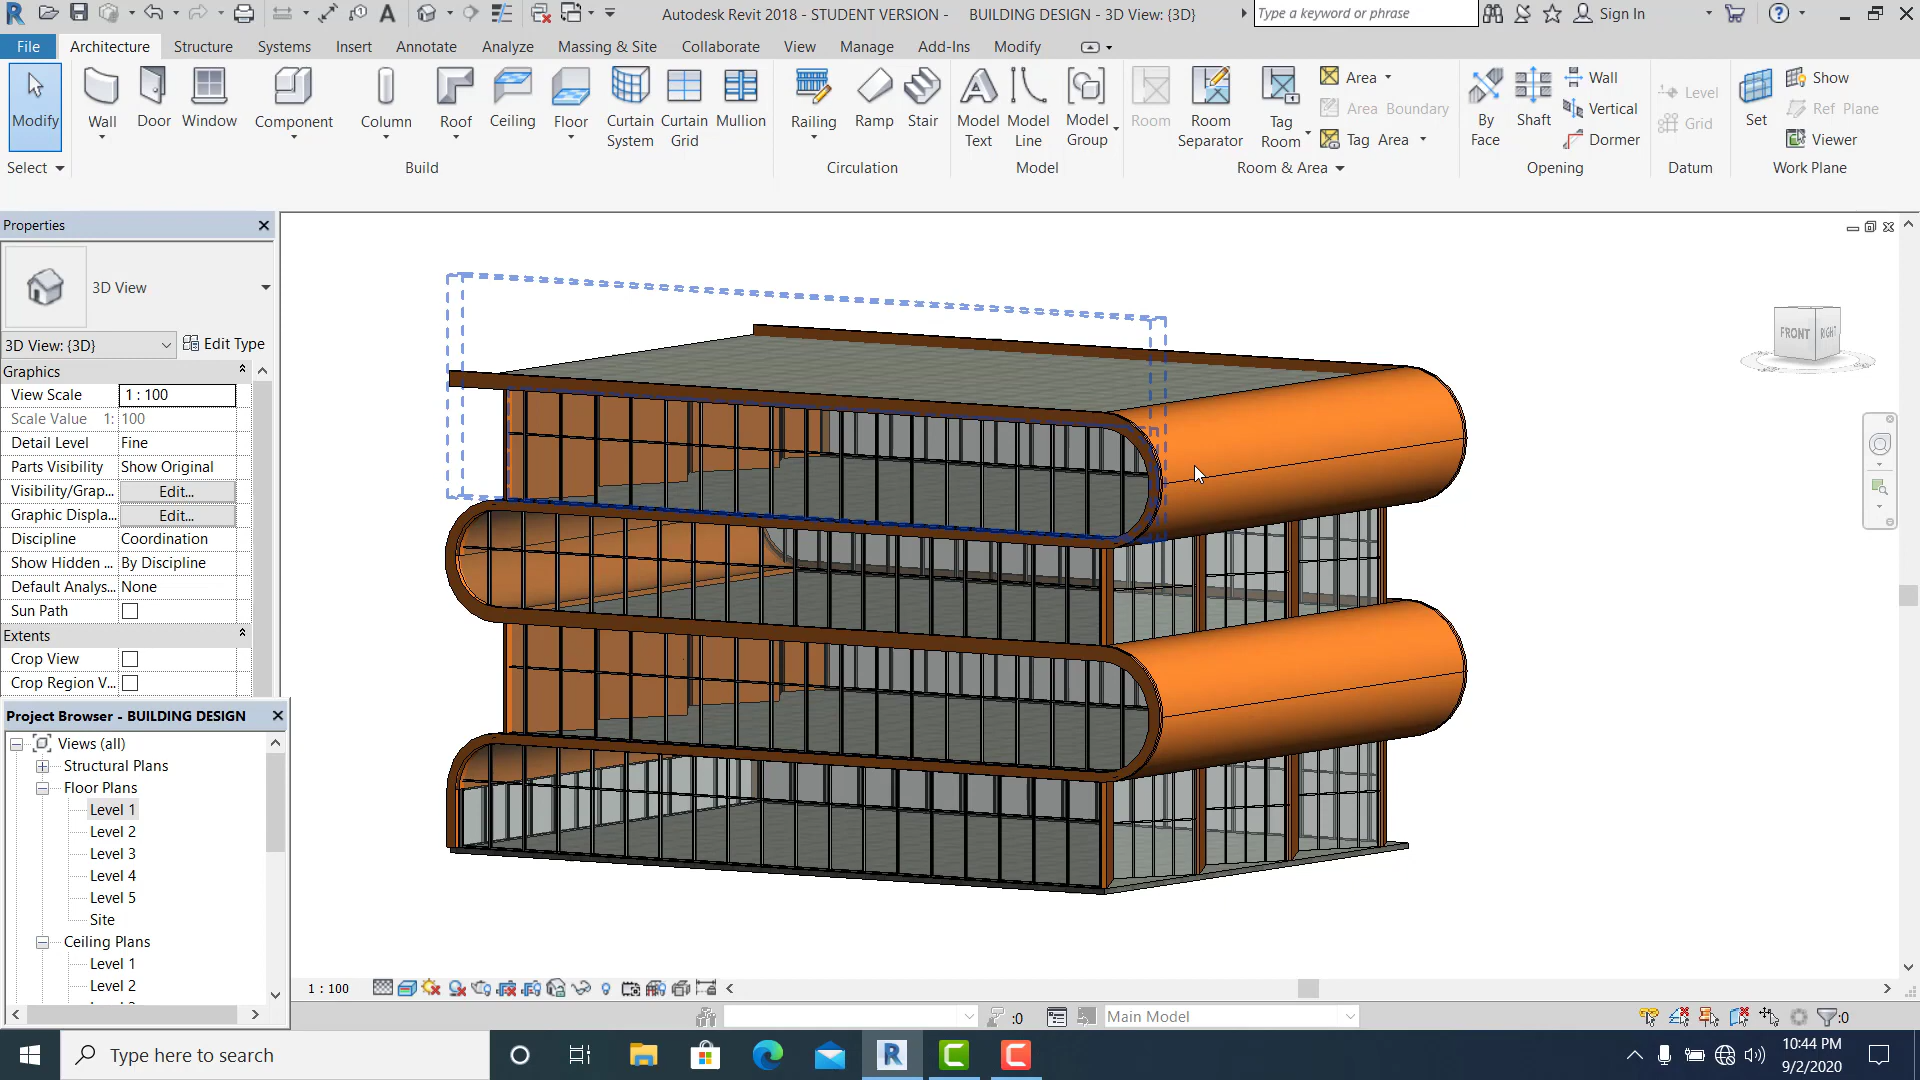 Autodesk Revit 2018 - STUDENT VERSION - BUILDING DESIGN - 3D View: {3D}
Type a keyword or phrase
Sign In
File Architecture Structure Systems Insert Annotate Analyze Massing & Site Collaborate View Manage Add-Ins Modify
Modify
Wall
Door
Window
Component
Column
Roof
Ceiling
Floor
Curtain System
Curtain Grid
Mullion
Railing
Ramp
Stair
Model Text
Model Line
Model Group
Room
Room Separator
Tag Room
Area
Area Boundary
Tag Area
By Face
Shaft
Wall
Vertical
Dormer
Level
Grid
Set
Show
Ref Plane
Viewer
Select Build Circulation Model Room & Area Opening Datum Work Plane
Properties
3D View
3D View: {3D} Edit Type
Graphics
View Scale 1 : 100
Scale Value 1: 100
Detail Level Fine
Parts Visibility Show Original
Visibility/Grap... Edit...
Graphic Displa... Edit...
Discipline Coordination
Show Hidden ... By Discipline
Default Analys... None
Sun Path
Extents
Crop View
Crop Region V...
Project Browser - BUILDING DESIGN
Views (all)
Structural Plans
Floor Plans
Level 1
Level 2
Level 3
Level 4
Level 5
Site
Ceiling Plans
Level 1
Level 2
FRONT RIGHT
1 : 100
:0
Main Model
:0
Type here to search
10:44 PM
9/2/2020